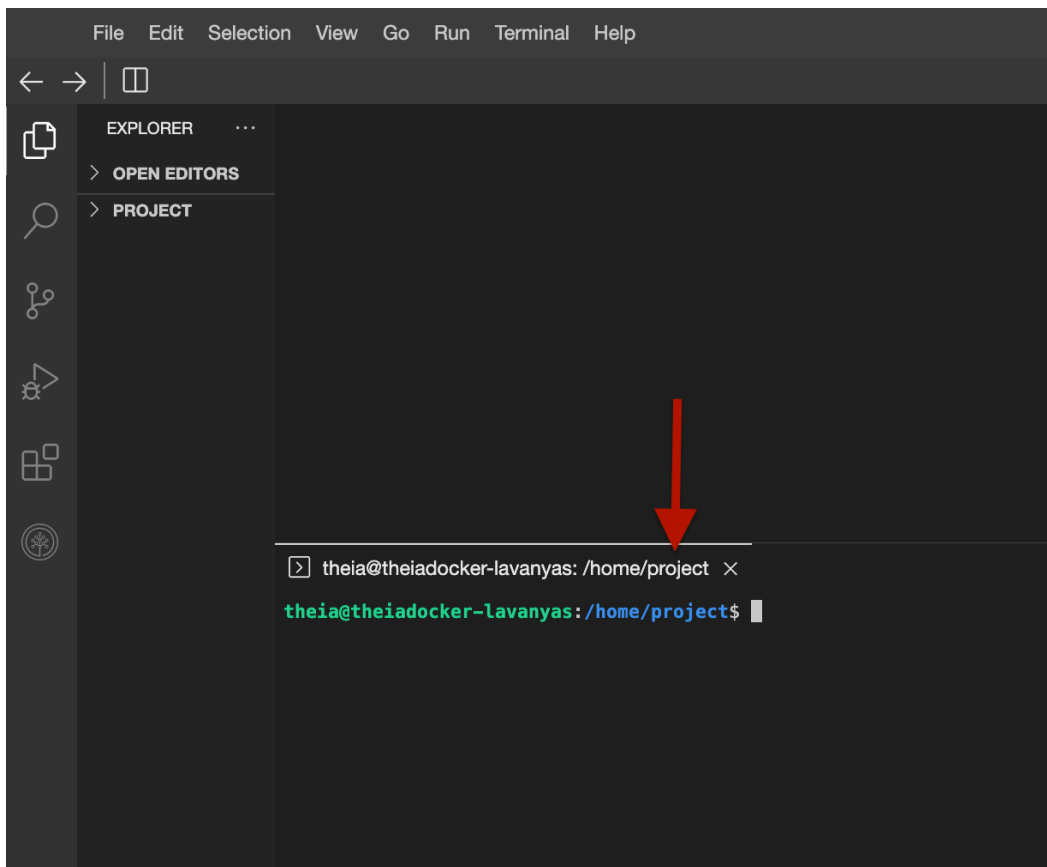 File Edit Selection View Go Run Terminal Help
EXPLORER ...
OPEN EDITORS
PROJECT
theia@theiadocker-lavanyas: /home/project
theia@theiadocker-lavanyas:/home/project$